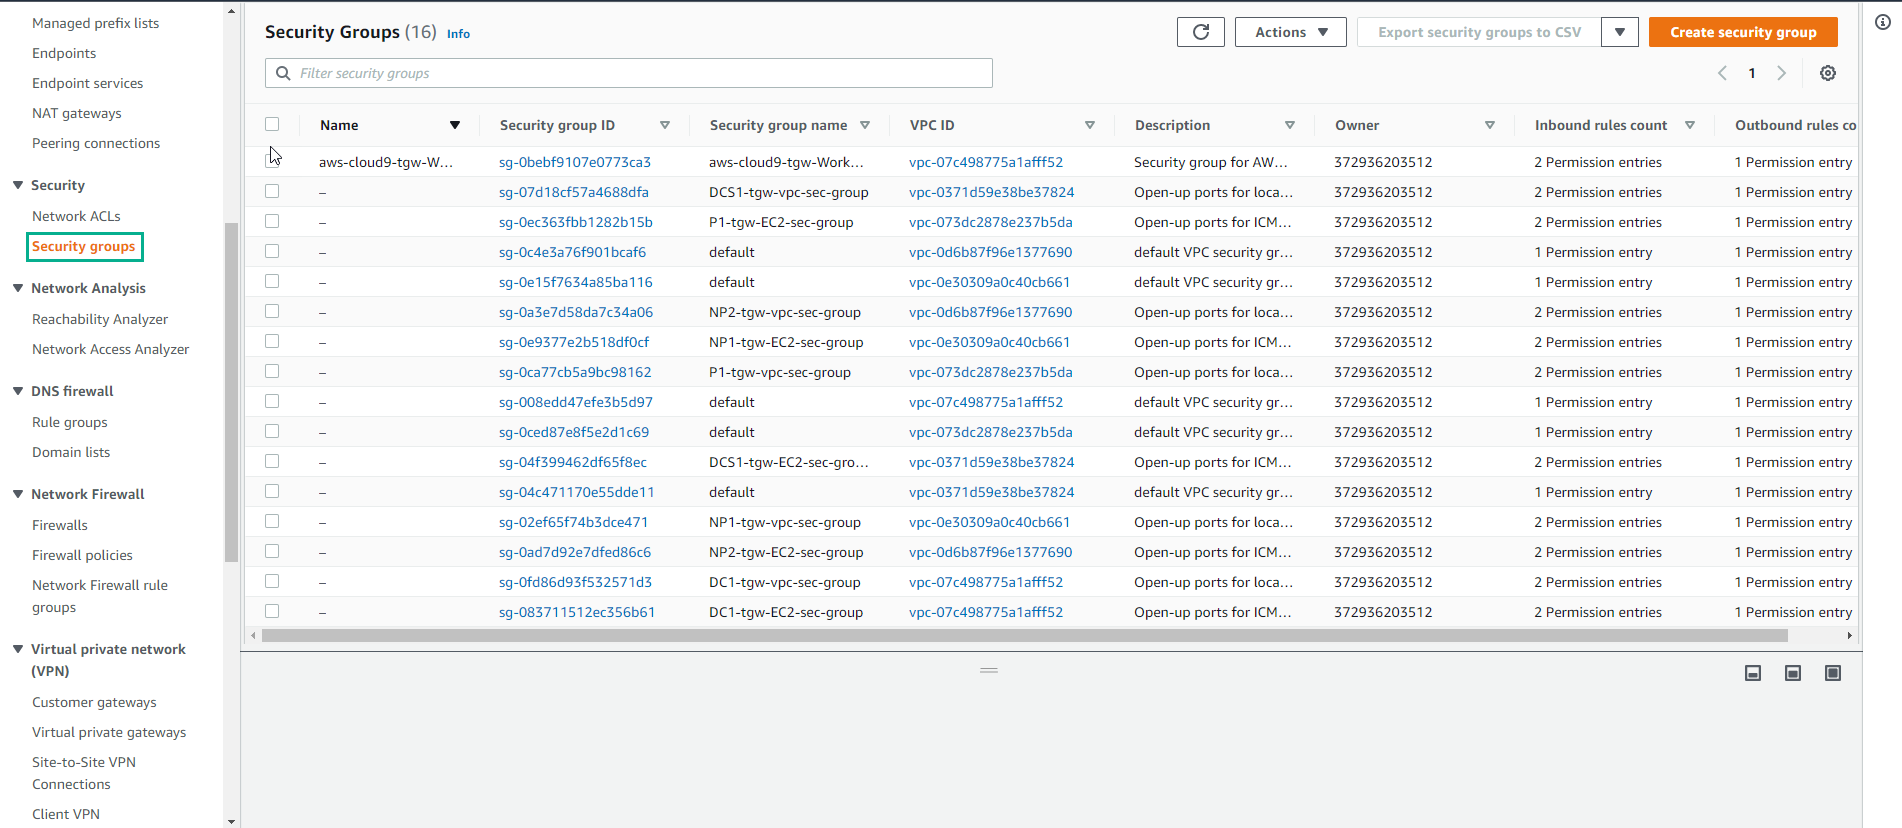 Managed prefix lists
Endpoints
Endpoint services
NAT gateways
Peering connections
Security
Network ACLs
Security groups
Network Analysis
Reachability Analyzer
Network Access Analyzer
DNS firewall
Rule groups
Domain lists
Network Firewall
Firewalls
Firewall policies
Network Firewall rule
groups
Virtual private network
(VPN)
Customer gateways
Virtual private gateways
Site-to-Site VPN
Connections
Client VPN
Security Groups (16) Info
Actions
Export security groups to CSV
Create security group
Filter security groups
1
Name Security group ID Security group name VPC ID Description Owner Inbound rules count Outbound rules co
aws-cloud9-tgw-W... sg-0bebf9107e0773ca3 aws-cloud9-tgw-Work... vpc-07c498775a1afff52 Security group for AW... 372936203512 2 Permission entries 1 Permission entry
– sg-07d18cf57a4688dfa DCS1-tgw-vpc-sec-group vpc-0371d59e38be37824 Open-up ports for loca... 372936203512 2 Permission entries 1 Permission entry
– sg-0ec363fbb1282b15b P1-tgw-EC2-sec-group vpc-073dc2878e237b5da Open-up ports for ICM... 372936203512 2 Permission entries 1 Permission entry
– sg-0c4e3a76f901bcaf6 default vpc-0d6b87f96e1377690 default VPC security gr... 372936203512 1 Permission entry 1 Permission entry
– sg-0e15f7634a85ba116 default vpc-0e30309a0c40cb661 default VPC security gr... 372936203512 1 Permission entry 1 Permission entry
– sg-0a3e7d58da7c34a06 NP2-tgw-vpc-sec-group vpc-0d6b87f96e1377690 Open-up ports for loca... 372936203512 2 Permission entries 1 Permission entry
– sg-0e9377e2b518df0cf NP1-tgw-EC2-sec-group vpc-0e30309a0c40cb661 Open-up ports for ICM... 372936203512 2 Permission entries 1 Permission entry
– sg-0ca77cb5a9bc98162 P1-tgw-vpc-sec-group vpc-073dc2878e237b5da Open-up ports for loca... 372936203512 2 Permission entries 1 Permission entry
– sg-008edd47efe3b5d97 default vpc-07c498775a1afff52 default VPC security gr... 372936203512 1 Permission entry 1 Permission entry
– sg-0ced87e8f5e2d1c69 default vpc-073dc2878e237b5da default VPC security gr... 372936203512 1 Permission entry 1 Permission entry
– sg-04f399462df65f8ec DCS1-tgw-EC2-sec-gro... vpc-0371d59e38be37824 Open-up ports for ICM... 372936203512 2 Permission entries 1 Permission entry
– sg-04c471170e55dde11 default vpc-0371d59e38be37824 default VPC security gr... 372936203512 1 Permission entry 1 Permission entry
– sg-02ef65f74b3dce471 NP1-tgw-vpc-sec-group vpc-0e30309a0c40cb661 Open-up ports for loca... 372936203512 2 Permission entries 1 Permission entry
– sg-0ad7d92e7dfed86c6 NP2-tgw-EC2-sec-group vpc-0d6b87f96e1377690 Open-up ports for ICM... 372936203512 2 Permission entries 1 Permission entry
– sg-0fd86d93f532571d3 DC1-tgw-vpc-sec-group vpc-07c498775a1afff52 Open-up ports for loca... 372936203512 2 Permission entries 1 Permission entry
– sg-083711512ec356b61 DC1-tgw-EC2-sec-group vpc-07c498775a1afff52 Open-up ports for ICM... 372936203512 2 Permission entries 1 Permission entry